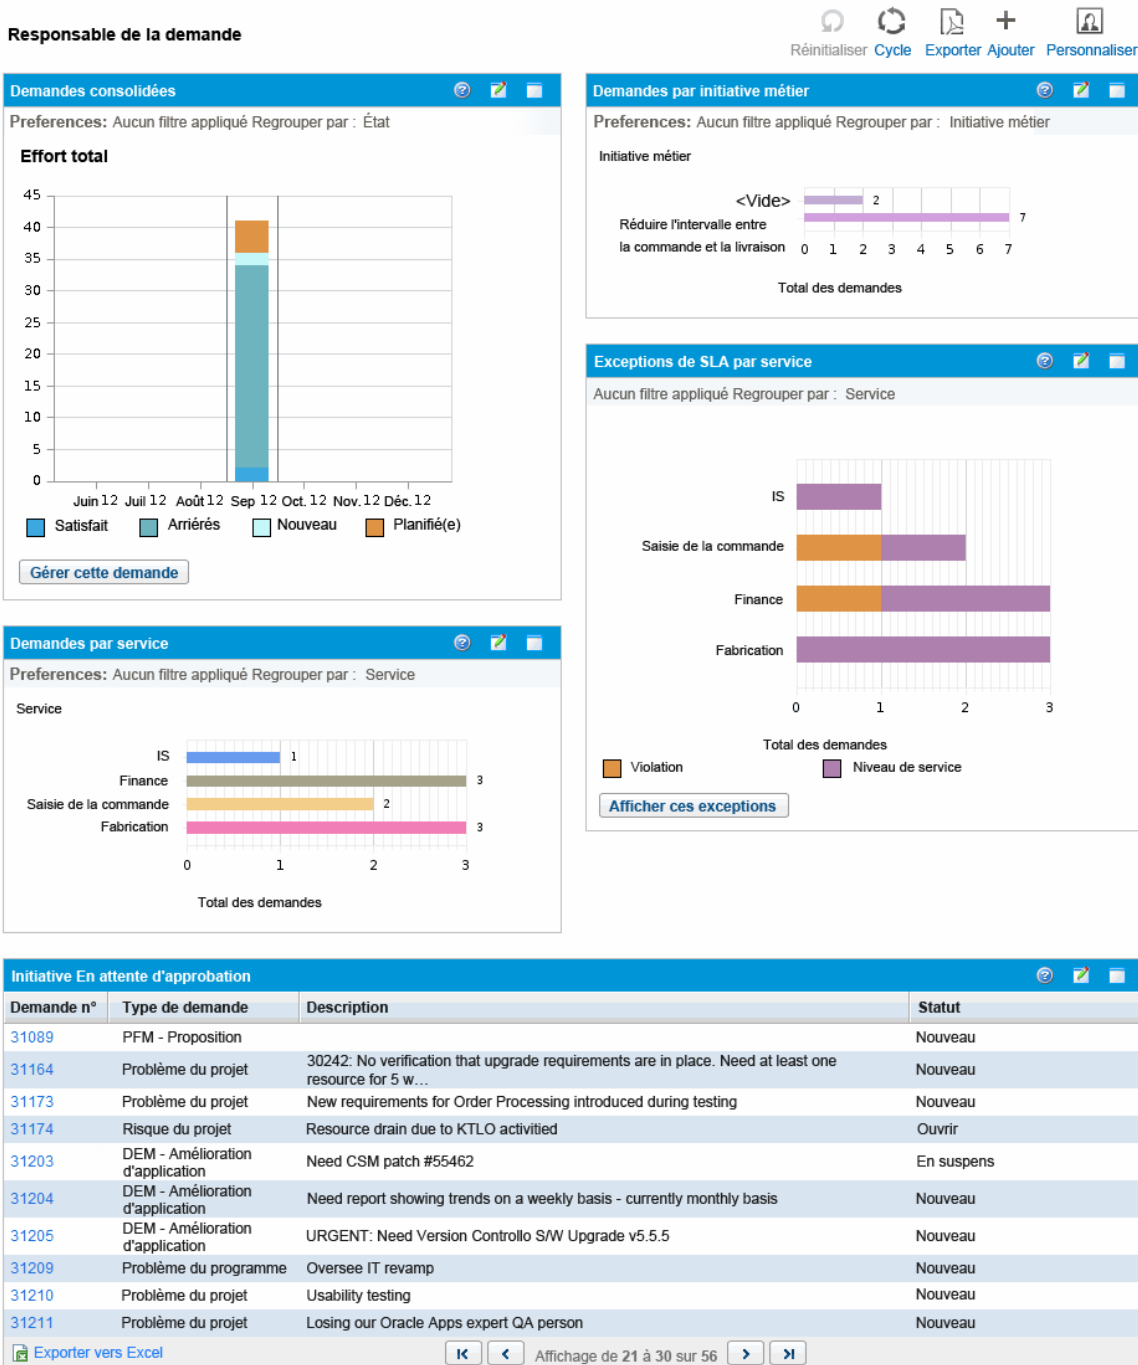 Responsable de la demande
Réinitialiser Cycle Exporter Ajouter Personnaliser
Demandes consolidées
Preferences: Aucun filtre appliqué Regrouper par : État
Effort total
45
40
35
30
25
20
15
10
5
0
Juin 12 Juil 12 Août 12 Sep 12 Oct. 12 Nov. 12 Déc. 12
Satisfait Arriérés Nouveau Planifié(e)
Gérer cette demande
Demandes par initiative métier
Preferences: Aucun filtre appliqué Regrouper par : Initiative métier
Initiative métier
<Vide> 2
Réduire l'intervalle entre 7
la commande et la livraison 0 1 2 3 4 5 6 7
Total des demandes
Exceptions de SLA par service
Aucun filtre appliqué Regrouper par : Service
IS
Saisie de la commande
Finance
Fabrication
0 1 2 3
Total des demandes
Violation Niveau de service
Afficher ces exceptions
Demandes par service
Preferences: Aucun filtre appliqué Regrouper par : Service
Service
IS 1
Finance 3
Saisie de la commande 2
Fabrication 3
0 1 2 3
Total des demandes
Initiative En attente d'approbation
Demande n° Type de demande Description Statut
31089 PFM - Proposition Nouveau
31164 Problème du projet 30242: No verification that upgrade requirements are in place. Need at least one Nouveau
resource for 5 w...
31173 Problème du projet New requirements for Order Processing introduced during testing Nouveau
31174 Risque du projet Resource drain due to KTLO activitied Ouvrir
31203 DEM - Amélioration Need CSM patch #55462 En suspens
d'application
31204 DEM - Amélioration Need report showing trends on a weekly basis - currently monthly basis Nouveau
d'application
31205 DEM - Amélioration URGENT: Need Version Controllo S/W Upgrade v5.5.5 Nouveau
d'application
31209 Problème du programme Oversee IT revamp Nouveau
31210 Problème du projet Usability testing Nouveau
31211 Problème du projet Losing our Oracle Apps expert QA person Nouveau
Exporter vers Excel Affichage de 21 à 30 sur 56